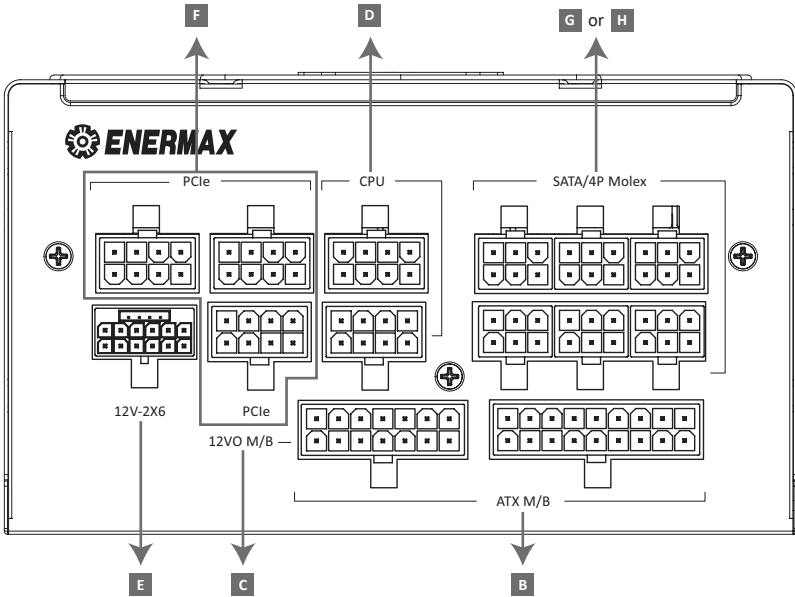 F
D
G or H
ENERMAX
PCIe
CPU
SATA/4P Molex
12V-2X6
PCIe
12VO M/B
ATX M/B
E
C
B